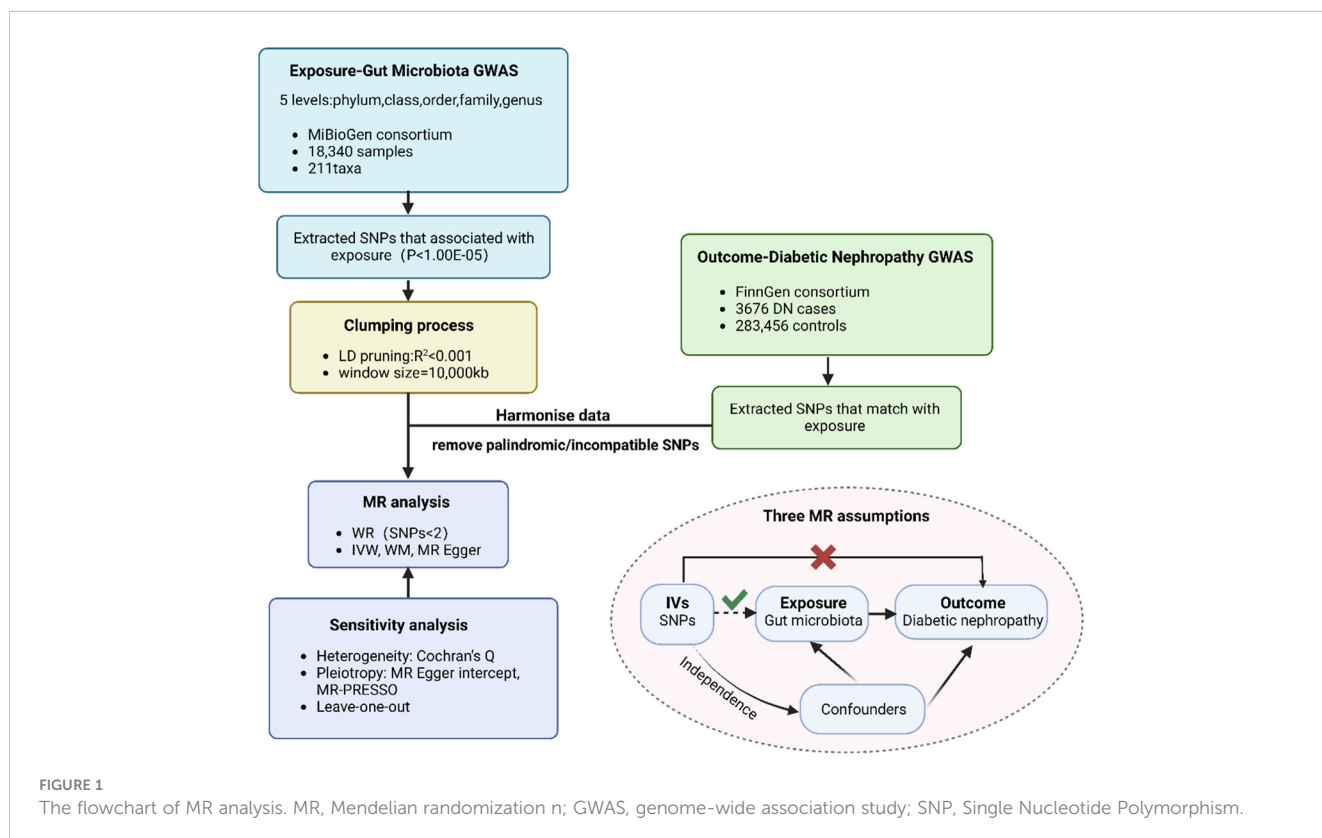 Exposure-Gut Microbiota GWAS
5 levels:phylum,class,order,family,genus
• MiBioGen consortium
• 18,340 samples
• 211taxa
Extracted SNPs that associated with
exposure（P<1.00E-05）
Clumping process
• LD pruning:R²<0.001
• window size=10,000kb
Outcome-Diabetic Nephropathy GWAS
• FinnGen consortium
• 3676 DN cases
• 283,456 controls
Extracted SNPs that match with
exposure
Harmonise data
remove palindromic/incompatible SNPs
MR analysis
• WR（SNPs<2）
• IVW, WM, MR Egger
Sensitivity analysis
• Heterogeneity: Cochran's Q
• Pleiotropy: MR Egger intercept,
MR-PRESSO
• Leave-one-out
Three MR assumptions
IVs
SNPs
Exposure
Gut microbiota
Outcome
Diabetic nephropathy
Independence
Confounders
FIGURE 1
The flowchart of MR analysis. MR, Mendelian randomization n; GWAS, genome-wide association study; SNP, Single Nucleotide Polymorphism.